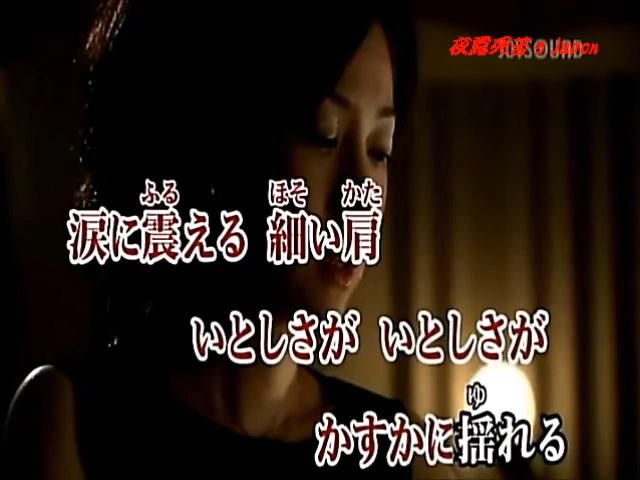 JOYSOUND
ふる ほそ かた
涙に震える 細い肩
いとしさが いとしさが
ゆ
かすかに揺れる